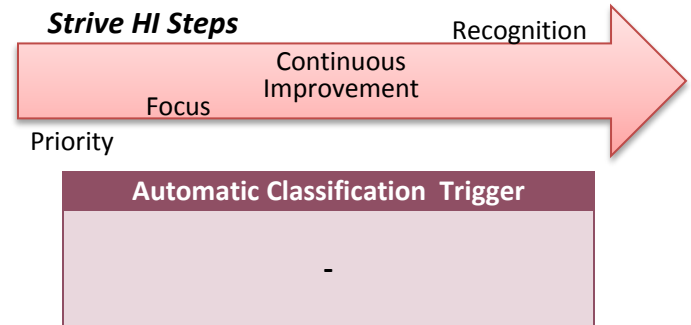 Strive HI Steps
Recognition
Continuous
Improvement
Focus
Priority
Automatic Classification Trigger
-